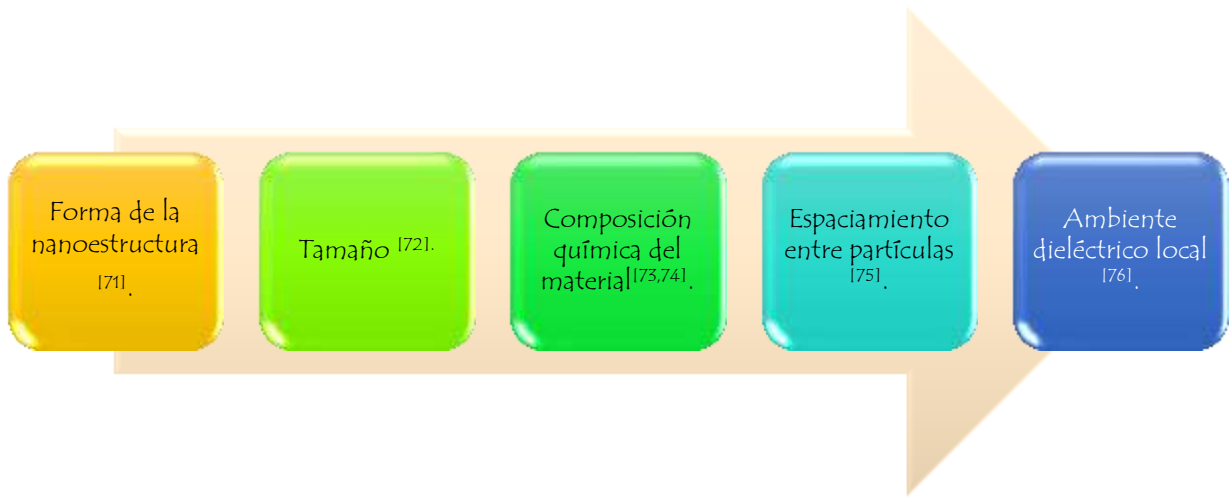 Forma de la
nanoestructura
[71].
Tamaño [72].
Composición
química del
material[73,74].
Espaciamiento
entre partículas
[75].
Ambiente
dieléctrico local
[76].